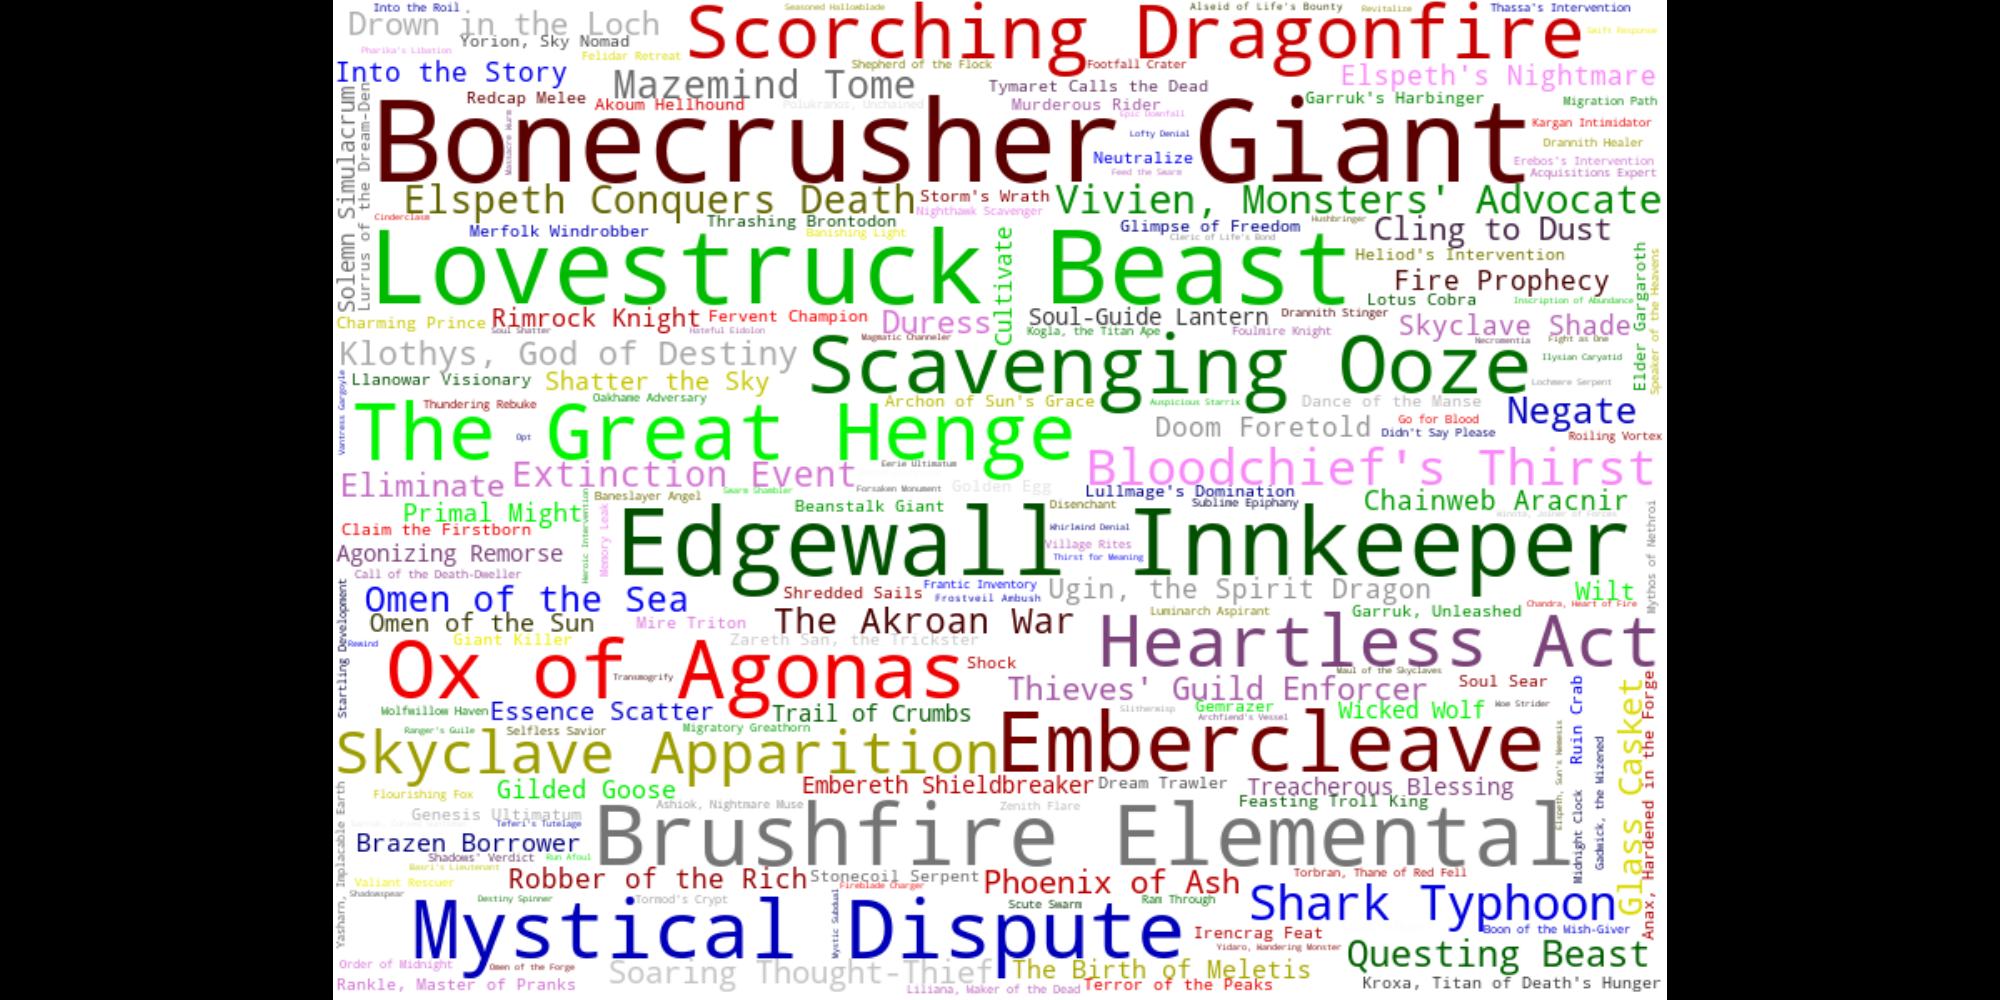 Into the Roil
Seasoned Hallowblade
Alseid of Life's Bounty
Revitalize
Thassa's Intervention
Drown in the Loch
Scorching Dragonfire
Swift Response
Yorion, Sky Nomad
Pharika's Libation
Felidar Retreat
Shepherd of the Flock
Footfall Crater
Into the Story
Mazemind Tome
Elspeth's Nightmare
Tymaret Calls the Dead
Redcap Melee
Akoum Hellhound
Polukranos, Unchained
Murderous Rider
Garruk's Harbinger
Migration Path
Epic Downfall
Bonecrusher Giant
Kargan Intimidator
Massacre Wurm
Lofty Denial
Drannith Healer
Neutralize
Erebos's Intervention
Feed the Swarm
Acquisitions Expert
Solemn Simulacrum
Lurrus of the Dream-Den
Elspeth Conquers Death
Storm's Wrath
Vivien, Monsters' Advocate
Nighthawk Scavenger
Cinderclasm
Thrashing Brontodon
Hushbringer
Merfolk Windrobber
Banishing Light
Glimpse of Freedom
Cling to Dust
Cleric of Life's Bond
Lovestruck Beast
Cultivate
Heliod's Intervention
Fire Prophecy
Elder Gargaroth
Speaker of the Heavens
Lotus Cobra
Inscription of Abundance
Charming Prince
Rimrock Knight
Fervent Champion
Duress
Soul-Guide Lantern
Drannith Stinger
Skyclave Shade
Soul Shatter
Hateful Eidolon
Kogla, the Titan Ape
Foulmire Knight
Magmatic Channeler
Necromentia
Fight as One
Klothys, God of Destiny
Scavenging Ooze
Ilysian Caryatid
Llanowar Visionary
Shatter the Sky
Lochmere Serpent
Vantress Gargoyle
Oakhame Adversary
Thundering Rebuke
Archon of Sun's Grace
Auspicious Starrix
Dance of the Manse
The Great Henge
Negate
Go for Blood
Opt
Doom Foretold
Didn't Say Please
Roiling Vortex
Eliminate
Extinction Event
Eerie Ultimatum
Bloodchief's Thirst
Swarm Shambler
Forsaken Monument
Golden Egg
Lullmage's Domination
Baneslayer Angel
Heroic Intervention
Memory Leak
Primal Might
Beanstalk Giant
Disenchant
Sublime Epiphany
Chainweb Aracnir
Winota, Joiner of Forces
Mythos of Nethroi
Claim the Firstborn
Edgewall Innkeeper
Whirlwind Denial
Village Rites
Agonizing Remorse
Thirst for Meaning
Call of the Death-Dweller
Startling Development
Frantic Inventory
Shredded Sails
Frostveil Ambush
Ugin, the Spirit Dragon
Wilt
Omen of the Sea
Chandra, Heart of Fire
Omen of the Sun
Mire Triton
The Akroan War
Luminarch Aspirant
Garruk, Unleashed
Rewind
Giant Killer
Zareth San, the Trickster
Heartless Act
Ox of Agonas
Shock
Transmogrify
Maul of the Skyclaves
Thieves' Guild Enforcer
Soul Sear
Ruin Crab
Glass Casket
Anax, Hardened in the Forge
Wolfwillow Haven
Essence Scatter
Trail of Crumbs
Slitherwisp
Gemrazer
Archfiend's Vessel
Wicked Wolf
Woe Strider
Ranger's Guile
Selfless Savior
Migratory Greathorn
Embercleave
Elspeth, Sun's Nemesis
Skyclave Apparition
Gadwick, the Wizened
Midnight Clock
Flourishing Fox
Gilded Goose
Embereth Shieldbreaker
Dream Trawler
Treacherous Blessing
Yasharn, Implacable Earth
Ashiok, Nightmare Muse
Zenith Flare
Feasting Troll King
Genesis Ultimatum
Teferi's Tutelage
Brushfire Elemental
Brazen Borrower
Shadows' Verdict
Run Afoul
Basri's Lieutenant
Valiant Rescuer
Robber of the Rich
Stonecoil Serpent
Phoenix of Ash
Torbran, Thane of Red Fell
Fireblade Charger
Shadowspear
Destiny Spinner
Tormod's Crypt
Mystic Subdual
Scute Swarm
Ram Through
Shark Typhoon
Mystical Dispute
Boon of the Wish-Giver
Irencrag Feat
Yidaro, Wandering Monster
Questing Beast
Order of Midnight
Omen of the Forge
Soaring Thought-Thief
The Birth of Meletis
Rankle, Master of Pranks
Liliana, Waker of the Dead
Terror of the Peaks
Kroxa, Titan of Death's Hunger